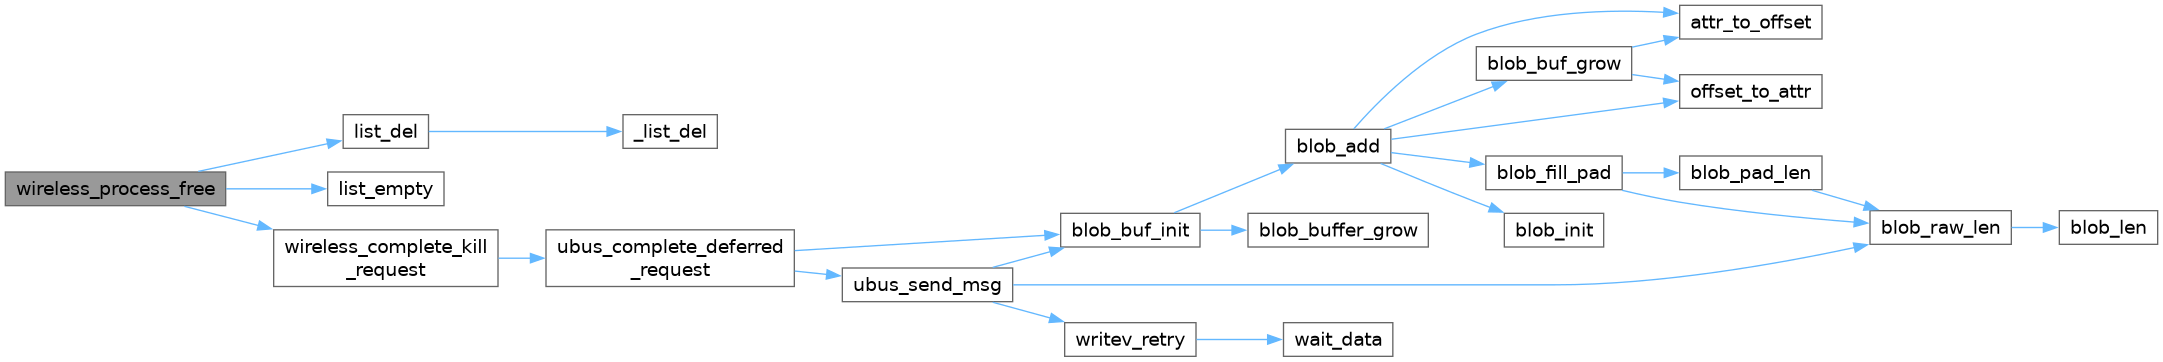 wireless_process_free
list_del
_list_del
list_empty
wireless_complete_kill
_request
ubus_complete_deferred
_request
blob_buf_init
ubus_send_msg
blob_add
blob_buffer_grow
writev_retry
wait_data
attr_to_offset
blob_buf_grow
offset_to_attr
blob_fill_pad
blob_pad_len
blob_init
blob_raw_len
blob_len